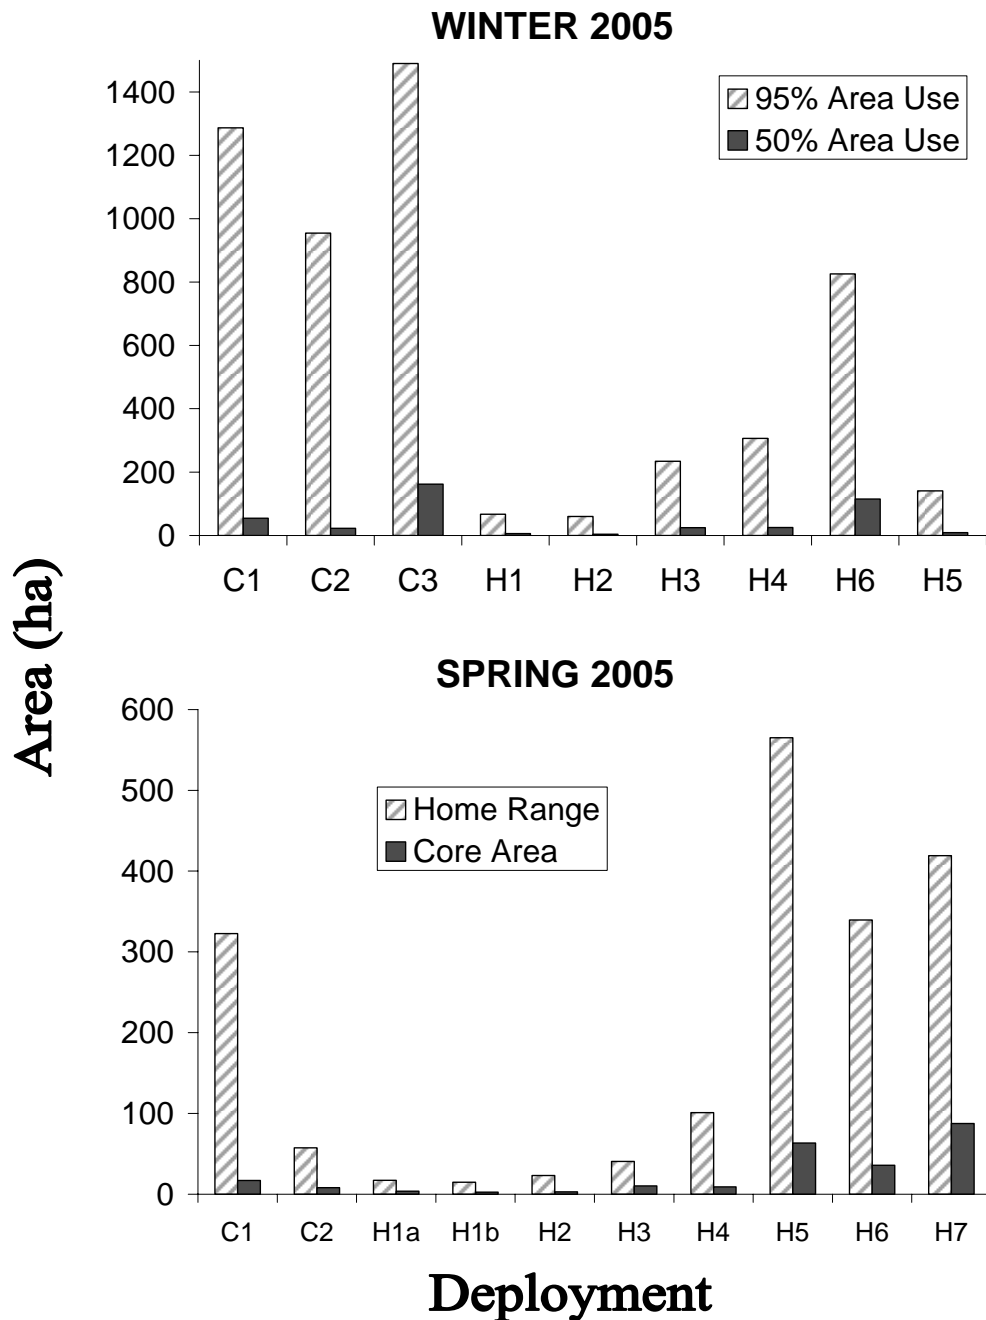 WINTER 2005
1400
1200
1000
800
600
400
200
0
95% Area Use
50% Area Use
C1 C2 C3 H1 H2 H3 H4 H6 H5
Area (ha)
SPRING 2005
600
500
400
300
200
100
0
Home Range
Core Area
C1 C2 H1a H1b H2 H3 H4 H5 H6 H7
Deployment